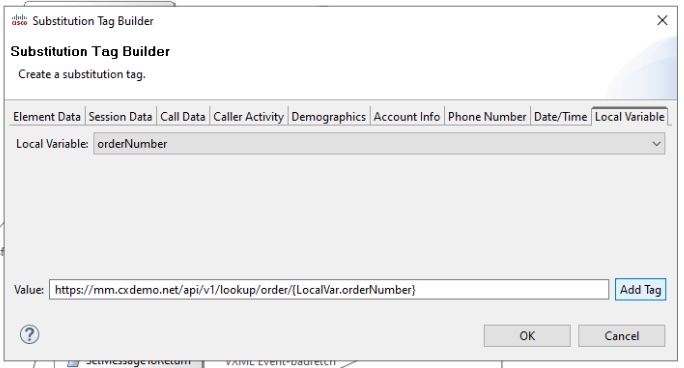 cisco Substitution Tag Builder
Substitution Tag Builder
Create a substitution tag.
Element Data Session Data Call Data Caller Activity Demographics Account Info Phone Number Date/Time Local Variable
Local Variable: orderNumber
Value: https://mm.cxdemo.net/api/v1/lookup/order/{LocalVar.orderNumber} Add Tag
? OK Cancel
SetMessageToReturn VXML Event-Badfetch